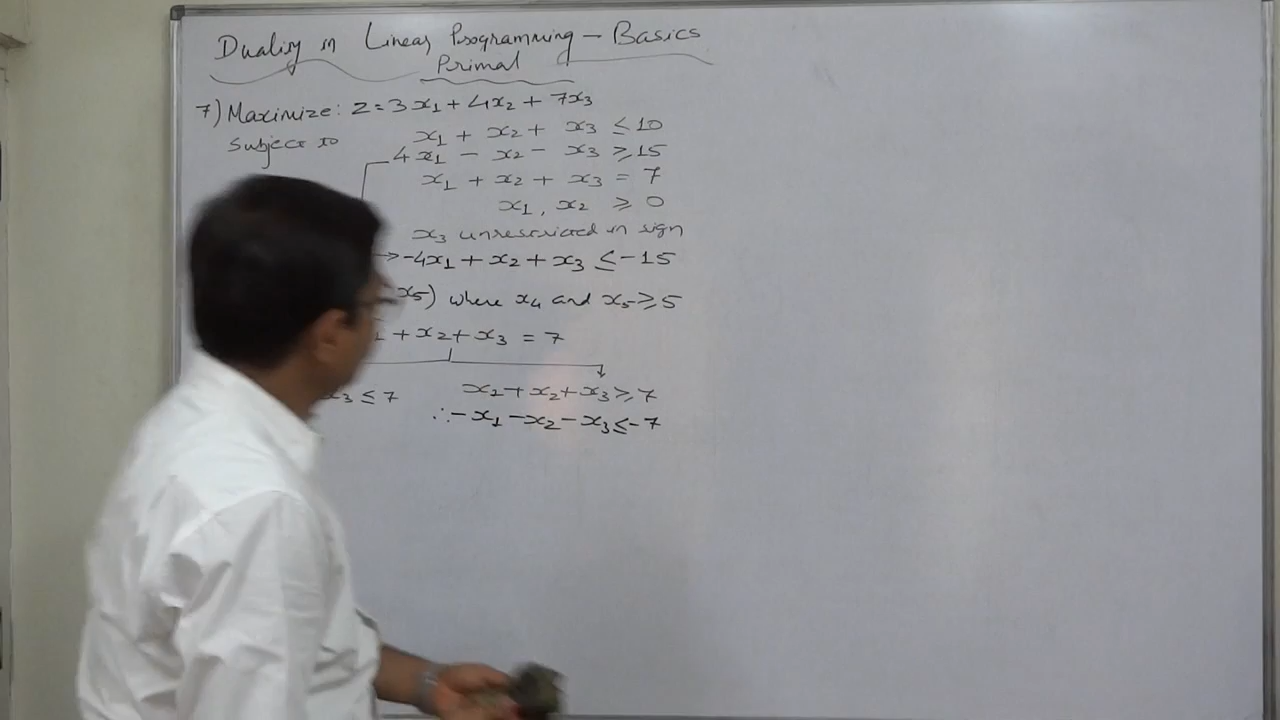 Duality in Linear Programming - Basics
Primal
7) Maximize: Z = 3x₁ + 4x₂ + 7x₃
Subject to
x₁ + x₂ + x₃ ≤ 10
4x₁ - x₂ - x₃ ≥ 15
x₁ + x₂ + x₃ = 7
x₁, x₂ ≥ 0
x₃ unrestricted in sign
→ -4x₁ + x₂ + x₃ ≤ -15
x₅) where x₄ and x₅ ≥ 5
₁ + x₂ + x₃ = 7
x₃ ≤ 7
x₂ + x₂ + x₃ ≥ 7
∴ -x₁ - x₂ - x₃ ≤ -7